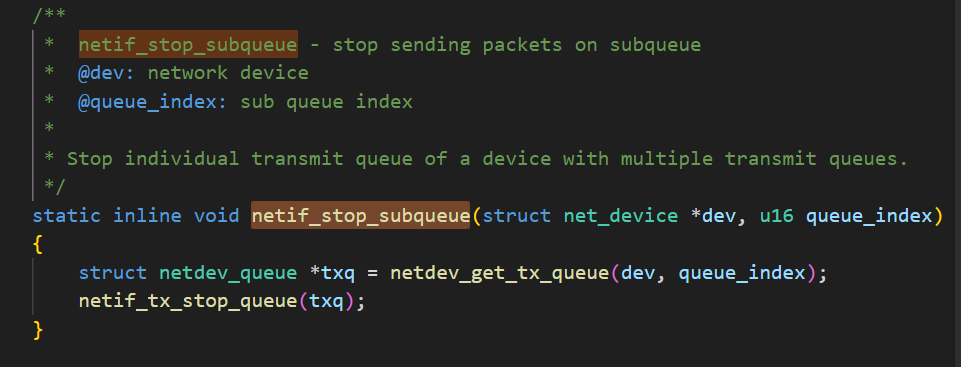 /**
 *  netif_stop_subqueue - stop sending packets on subqueue
 *  @dev: network device
 *  @queue_index: sub queue index
 *
 * Stop individual transmit queue of a device with multiple transmit queues.
 */
static inline void netif_stop_subqueue(struct net_device *dev, u16 queue_index)
{
    struct netdev_queue *txq = netdev_get_tx_queue(dev, queue_index);
    netif_tx_stop_queue(txq);
}